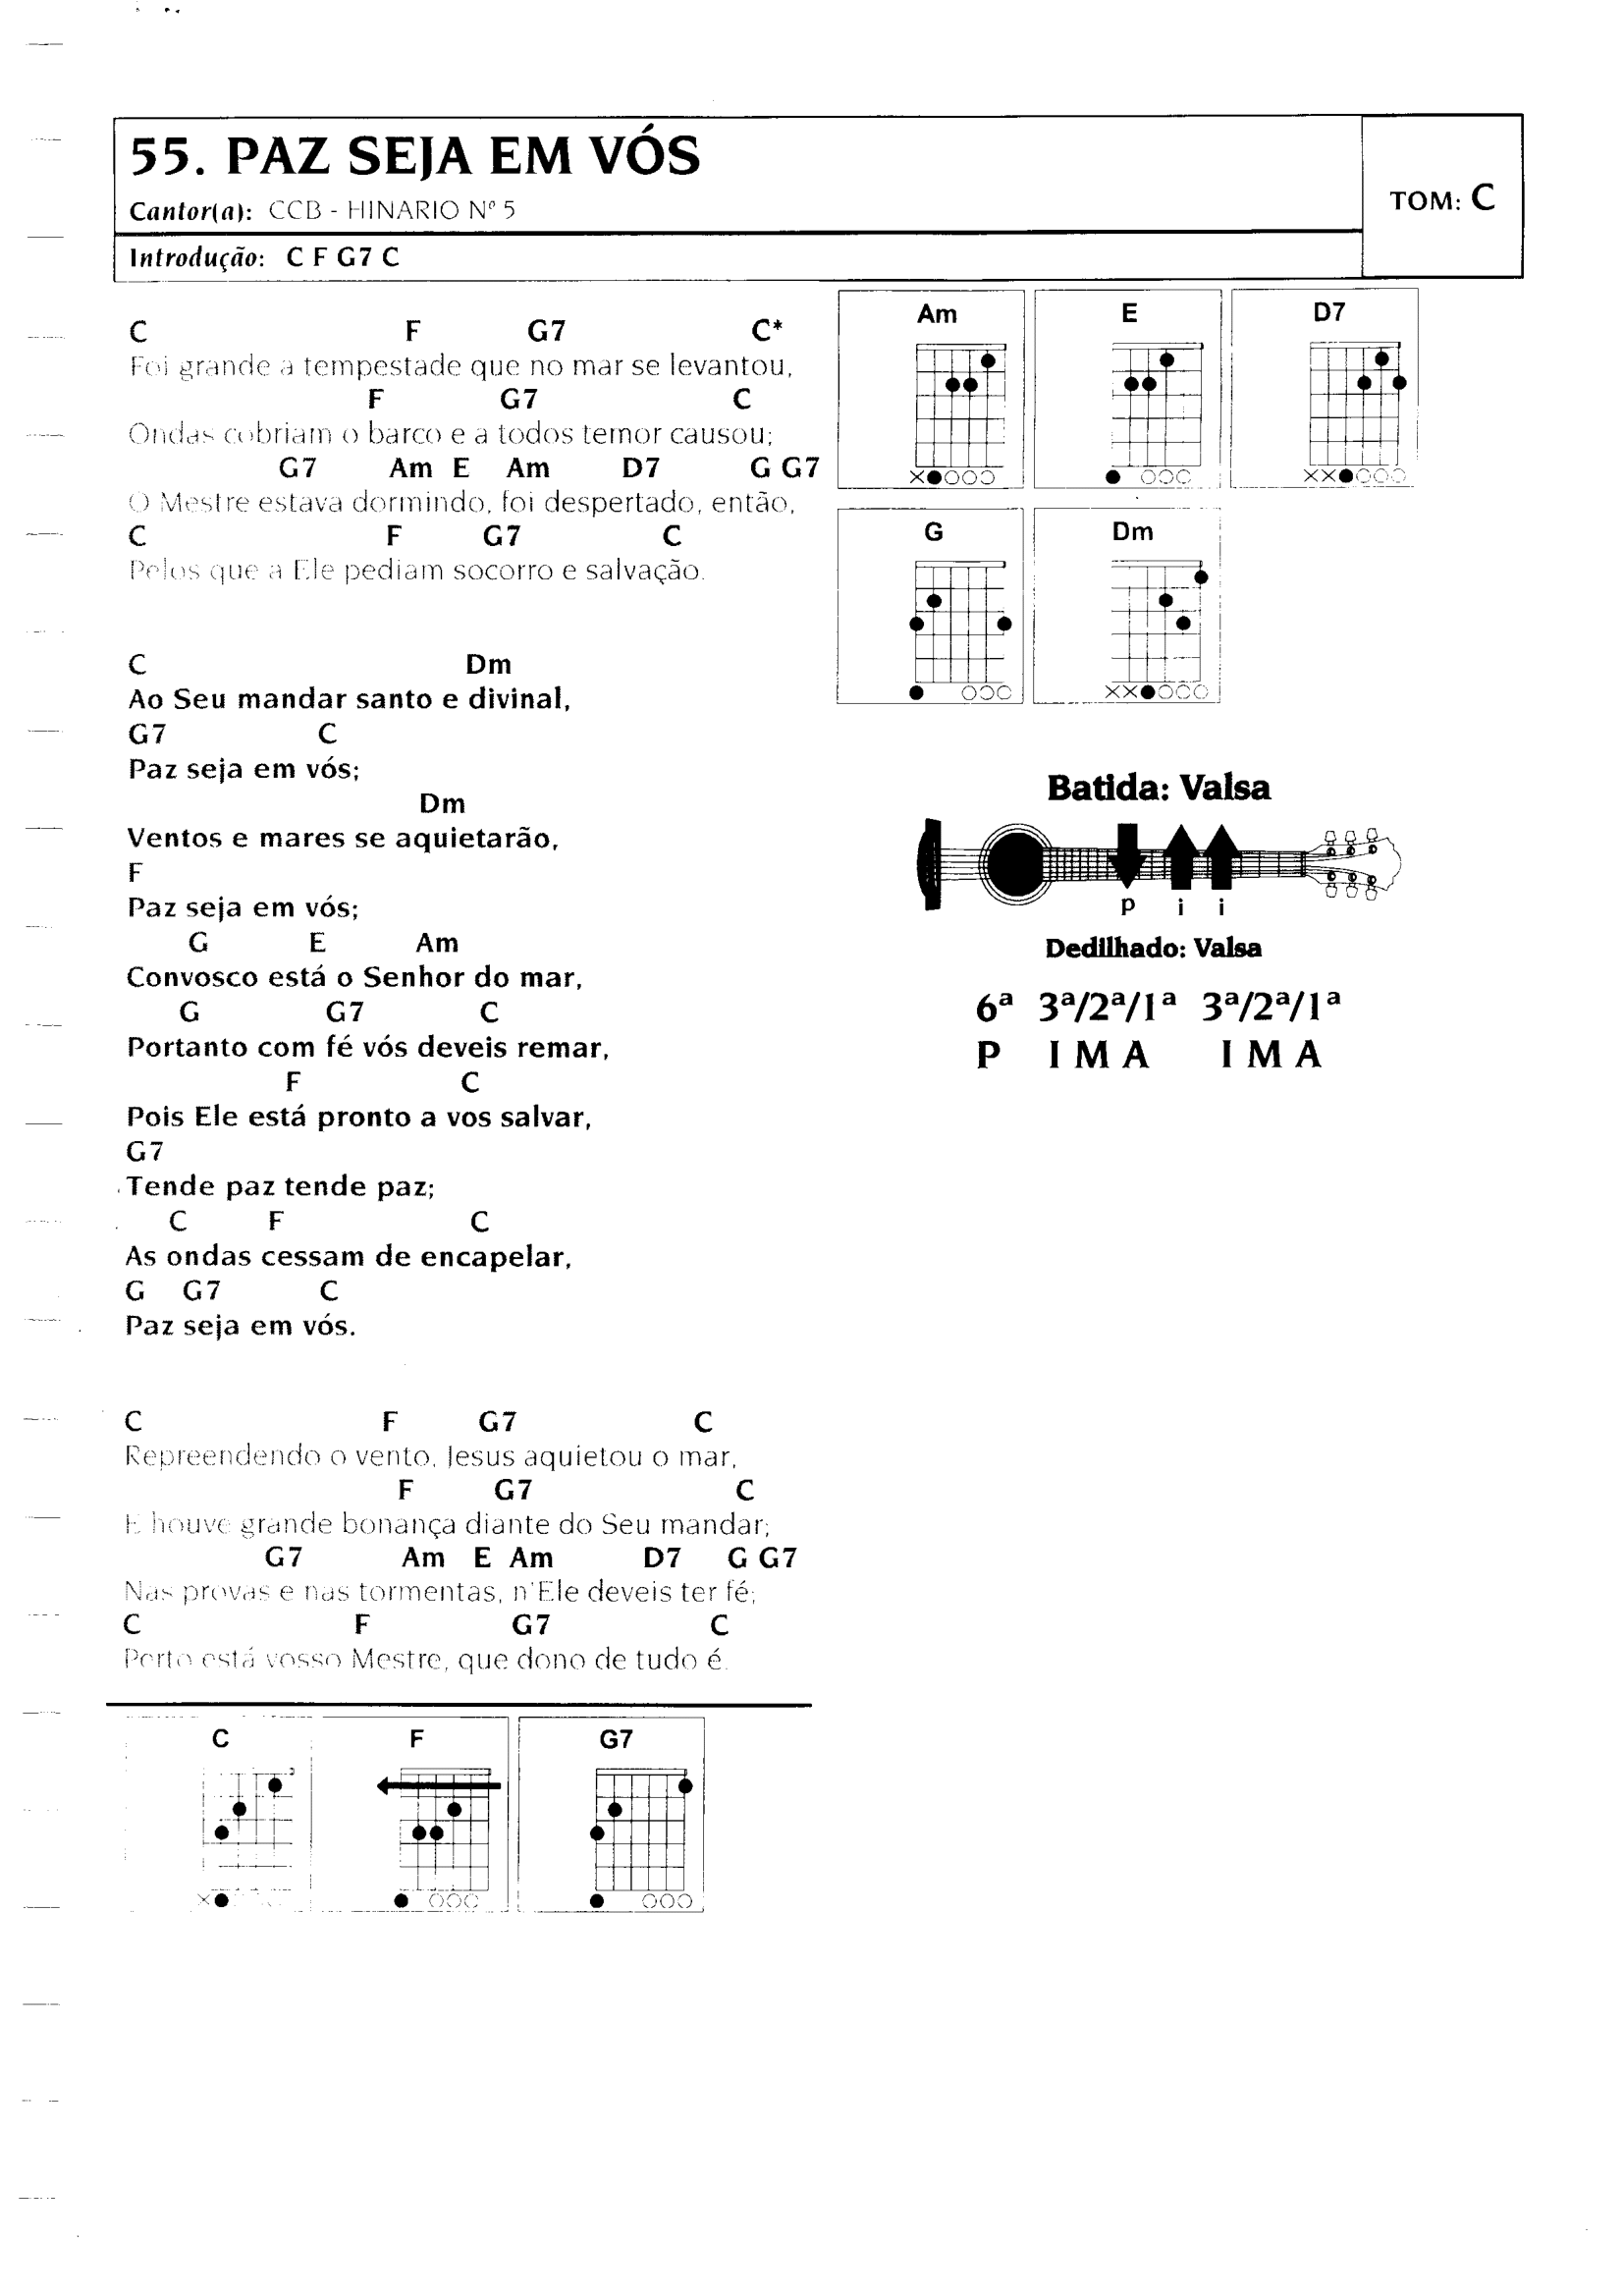 55. PAZ SEJA EM VÓS
Cantor(a): CCB - HINARIO Nº 5
TOM: C
Introdução: C F G7 C
C F G7 C*
Foi grande a tempestade que no mar se levantou,
F G7 C
Ondas cobriam o barco e a todos temor causou;
G7 Am E Am D7 G G7
O Mestre estava dormindo, foi despertado, então,
C F G7 C
Pelos que a Ele pediam socorro e salvação.
C Dm
Ao Seu mandar santo e divinal,
G7 C
Paz seja em vós;
Dm
Ventos e mares se aquietarão,
F
Paz seja em vós;
G E Am
Convosco está o Senhor do mar,
G G7 C
Portanto com fé vós deveis remar,
F C
Pois Ele está pronto a vos salvar,
G7
Tende paz tende paz;
C F C
As ondas cessam de encapelar,
G G7 C
Paz seja em vós.
C F G7 C
Repreendendo o vento, Jesus aquietou o mar,
F G7 C
E houve grande bonança diante do Seu mandar;
G7 Am E Am D7 G G7
Nas provas e nas tormentas, n'Ele deveis ter fé;
C F G7 C
Perto está vosso Mestre, que dono de tudo é.
C F G7
Am E D7
G Dm
Batida: Valsa
p i i
Dedilhado: Valsa
6ª 3ª/2ª/1ª 3ª/2ª/1ª
P I M A I M A